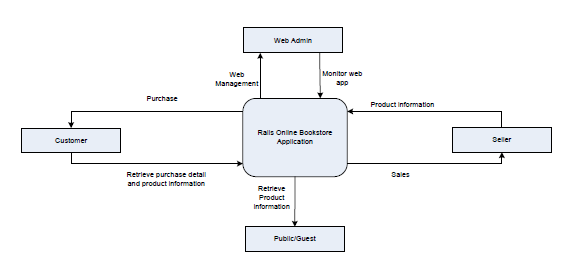 Web Admin
Web
Management
Monitor web
app
Purchase
Product information
Rails Online Bookstore
Application
Customer
Seller
Retrieve purchase detail
and product information
Sales
Retrieve
Product
information
Public/Guest